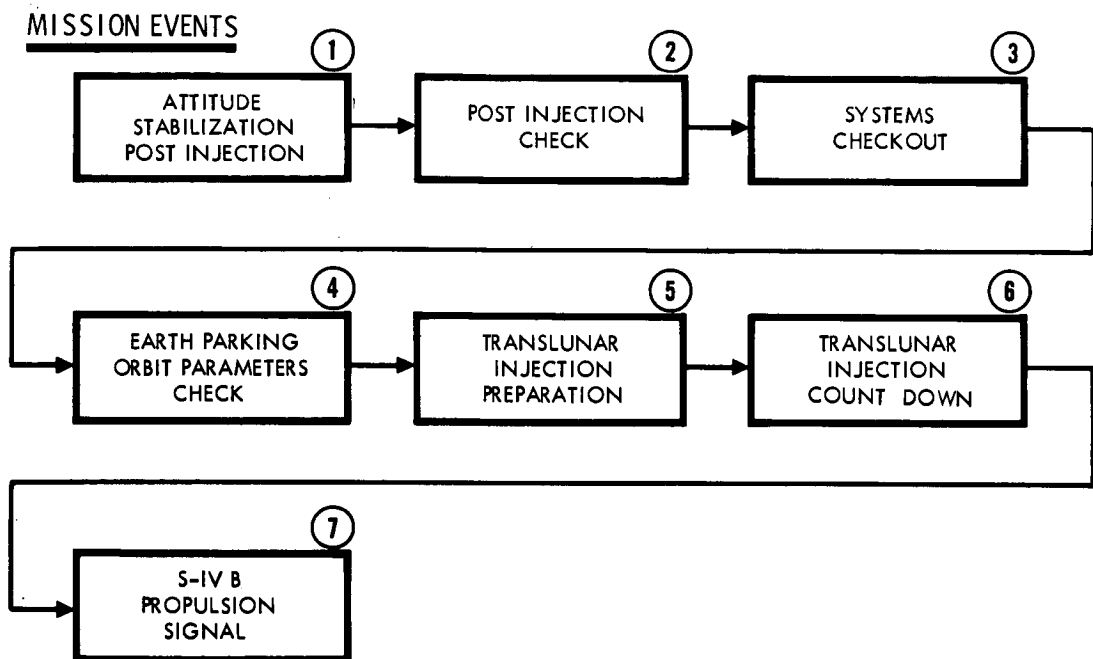 MISSION EVENTS
1
ATTITUDE
STABILIZATION
POST INJECTION
2
POST INJECTION
CHECK
3
SYSTEMS
CHECKOUT
4
EARTH PARKING
ORBIT PARAMETERS
CHECK
5
TRANSLUNAR
INJECTION
PREPARATION
6
TRANSLUNAR
INJECTION
COUNT DOWN
7
S-IV B
PROPULSION
SIGNAL